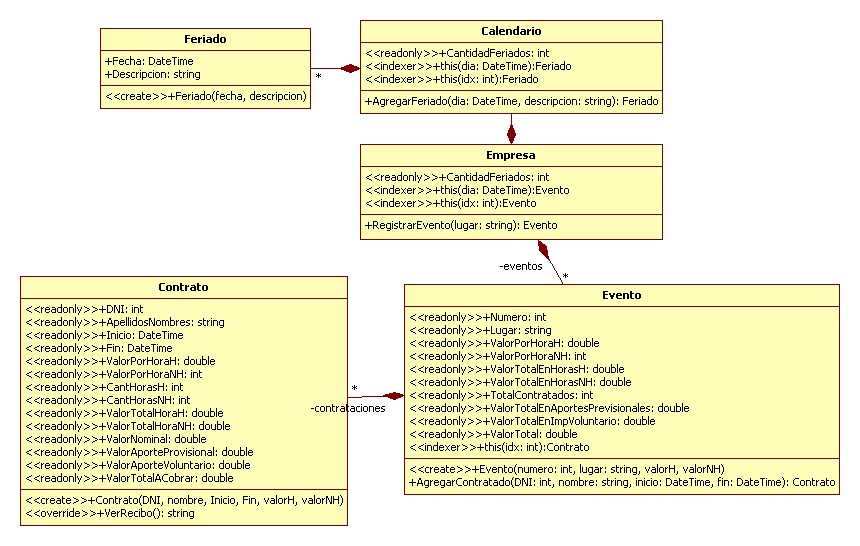 Feriado
+Fecha: DateTime
+Descripcion: string
<<create>>+Feriado(fecha, descripcion)
*
Calendario
<<readonly>>+CantidadFeriados: int
<<indexer>>+this(dia: DateTime):Feriado
<<indexer>>+this(idx: int):Feriado
+AgregarFeriado(dia: DateTime, descripcion: string): Feriado
Empresa
<<readonly>>+CantidadFeriados: int
<<indexer>>+this(dia: DateTime):Evento
<<indexer>>+this(idx: int):Evento
+RegistrarEvento(lugar: string): Evento
-eventos
*
Contrato
<<readonly>>+DNI: int
<<readonly>>+ApellidosNombres: string
<<readonly>>+Inicio: DateTime
<<readonly>>+Fin: DateTime
<<readonly>>+ValorPorHoraH: double
<<readonly>>+ValorPorHoraNH: int
<<readonly>>+CantHorasH: int
<<readonly>>+CantHorasNH: int
<<readonly>>+ValorTotalHoraH: double
<<readonly>>+ValorTotalHoraNH: double
<<readonly>>+ValorNominal: double
<<readonly>>+ValorAporteProvisional: double
<<readonly>>+ValorAporteVoluntario: double
<<readonly>>+ValorTotalACobrar: double
<<create>>+Contrato(DNI, nombre, Inicio, Fin, valorH, valorNH)
<<override>>+VerRecibo(): string
*
-contrataciones
Evento
<<readonly>>+Numero: int
<<readonly>>+Lugar: string
<<readonly>>+ValorPorHoraH: double
<<readonly>>+ValorPorHoraNH: int
<<readonly>>+ValorTotalEnHorasH: double
<<readonly>>+ValorTotalEnHorasNH: double
<<readonly>>+TotalContratados: int
<<readonly>>+ValorTotalEnAportesPrevisionales: double
<<readonly>>+ValorTotalEnImpVoluntario: double
<<readonly>>+ValorTotal: double
<<indexer>>+this(idx: int):Contrato
<<create>>+Evento(numero: int, lugar: string, valorH, valorNH)
+AgregarContratado(DNI: int, nombre: string, inicio: DateTime, fin: DateTime): Contrato